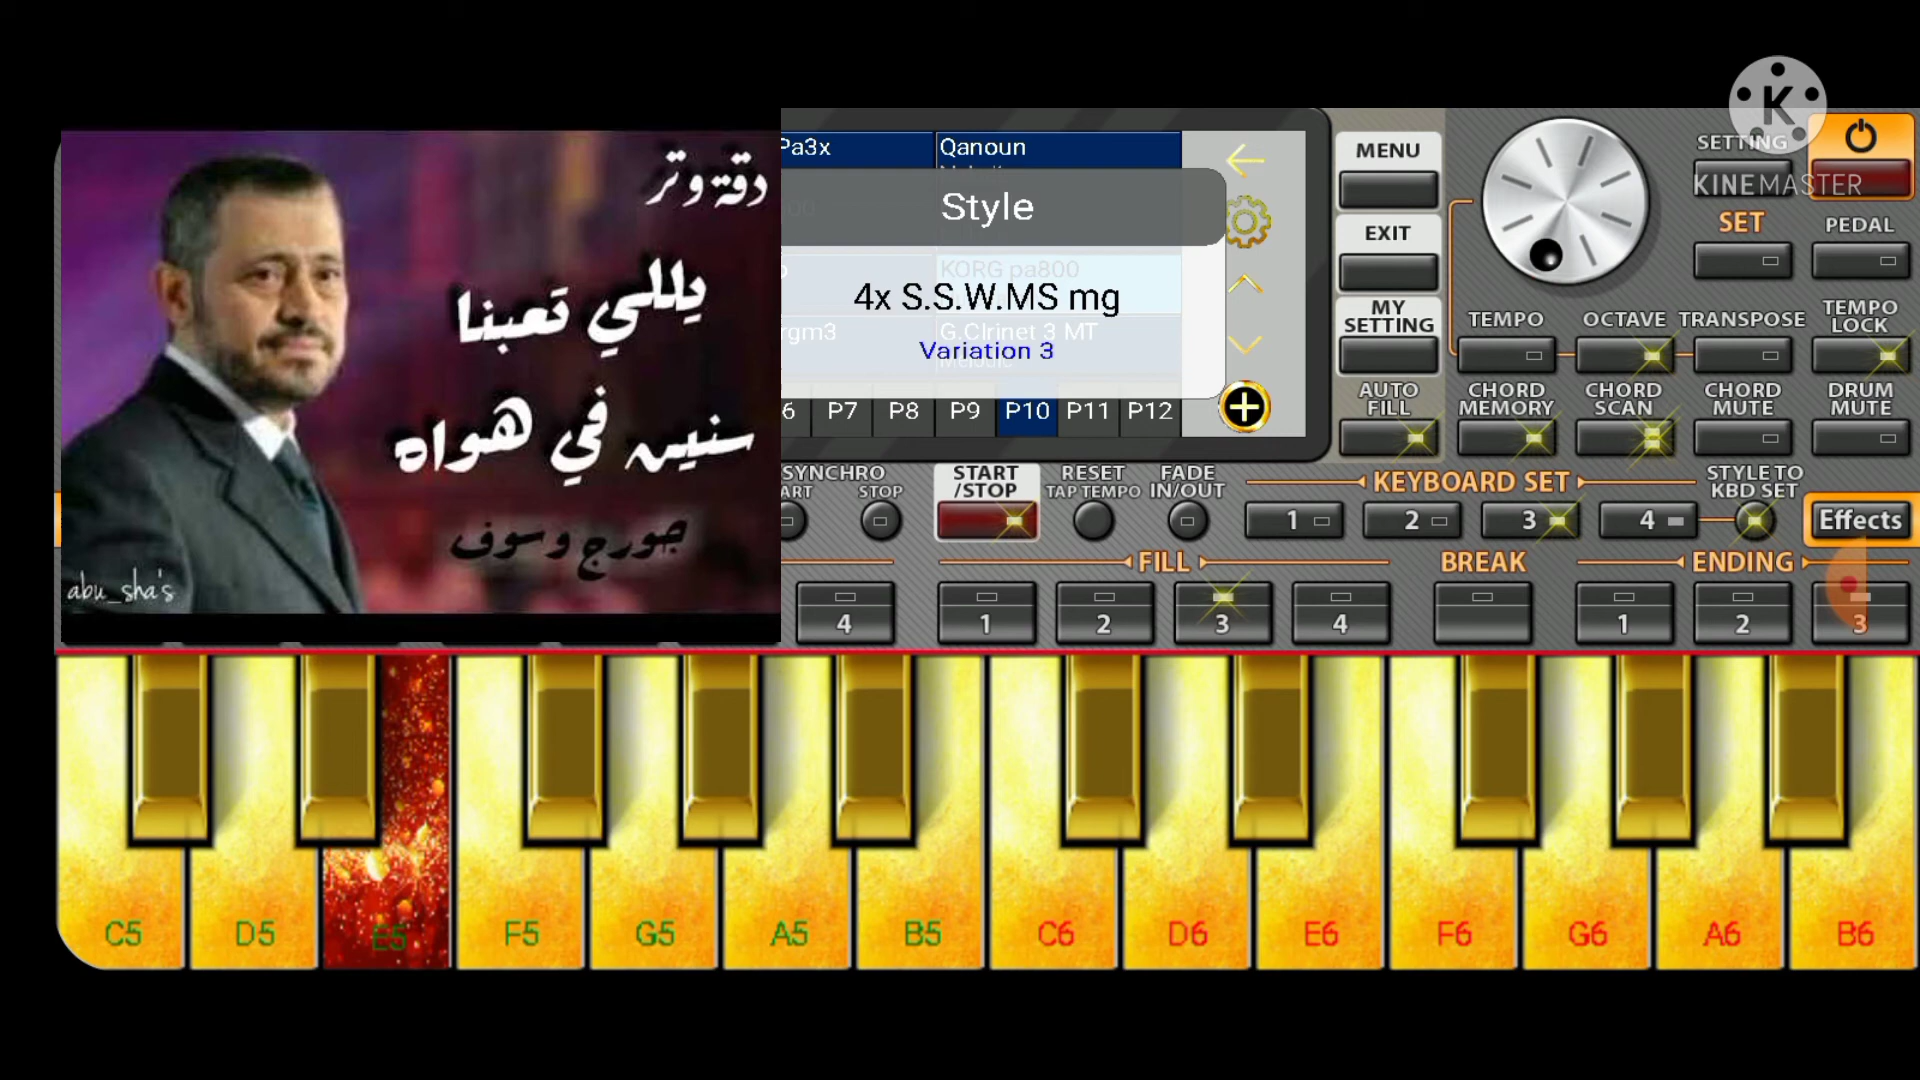 دقة وتر
يللي تعبنا
سنين في هواه
جورج وسوف
abu_sha's
Pa3x
Qanoun
Style
KORG pa800
4x S.S.W.MS mg
rgm3
G.Clrinet 3 MT
Variation 3
6 P7 P8 P9 P10 P11 P12
MENU
EXIT
MY SETTING
SETTING
KINEMASTER
SET
PEDAL
TEMPO OCTAVE TRANSPOSE TEMPO LOCK
AUTO FILL CHORD MEMORY CHORD SCAN CHORD MUTE DRUM MUTE
SYNCHRO
ART STOP
START /STOP
RESET
TAP TEMPO
FADE IN/OUT
KEYBOARD SET
STYLE TO KBD SET
1 2 3 4
Effects
FILL BREAK ENDING
4 1 2 3 4 1 2 3
C5 D5 E5 F5 G5 A5 B5 C6 D6 E6 F6 G6 A6 B6